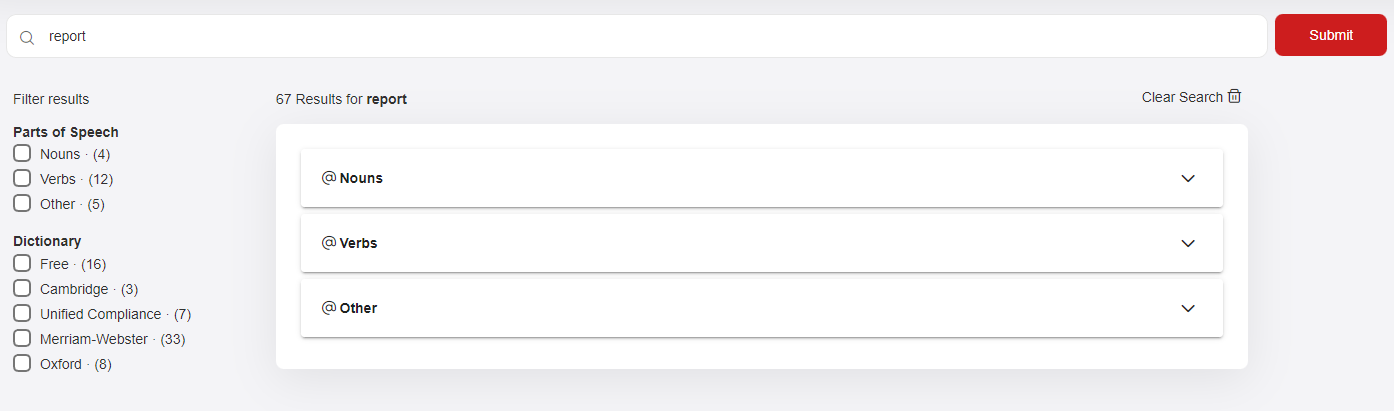 report
Submit
Filter results
67 Results for report
Clear Search
Parts of Speech
Nouns · (4)
Verbs · (12)
Other · (5)
Dictionary
Free · (16)
Cambridge · (3)
Unified Compliance · (7)
Merriam-Webster · (33)
Oxford · (8)
@ Nouns
@ Verbs
@ Other